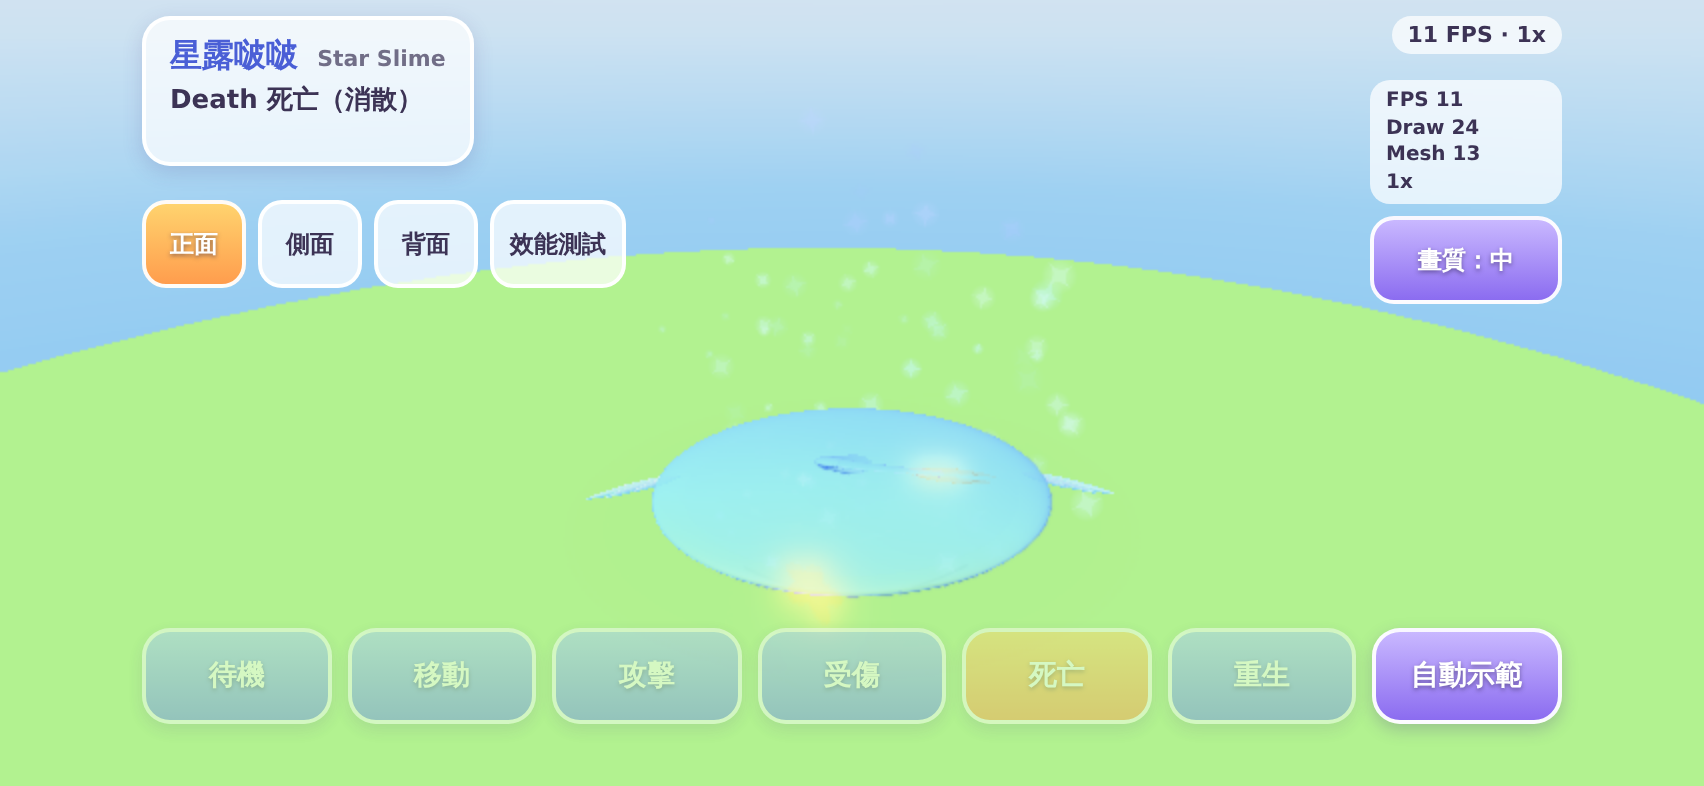 星露啵啵 Star Slime
Death 死亡（消散）
11 FPS · 1x
FPS 11
Draw 24
Mesh 13
1x
正面 側面 背面 效能測試
畫質：中
待機 移動 攻擊 受傷 死亡 重生 自動示範